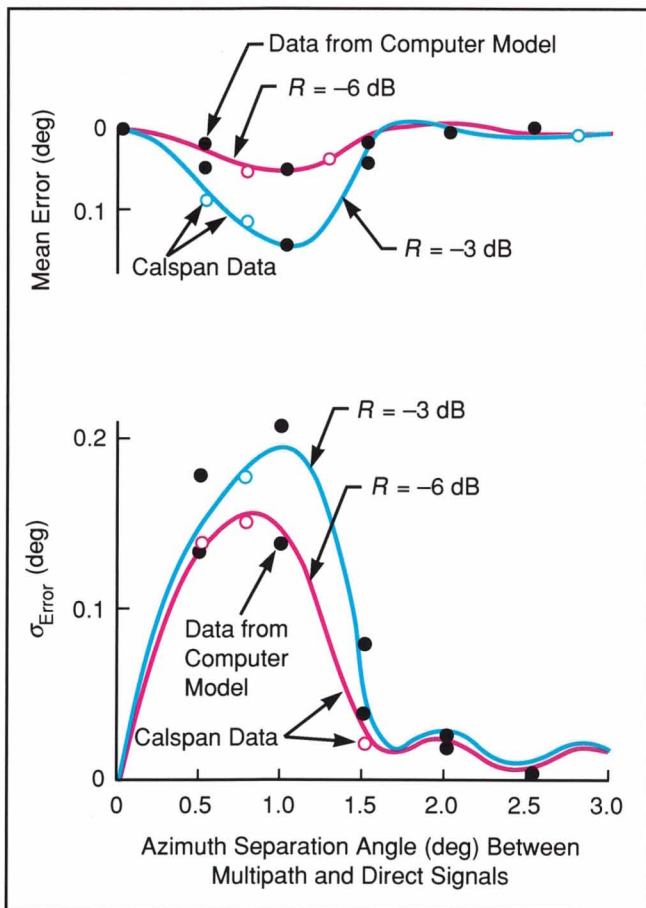 Data from Computer Model
R = –6 dB
0
0.1
Mean Error (deg)
Calspan Data
R = –3 dB
0.2
R = –3 dB
R = –6 dB
0.1
σError (deg)
Data from
Computer
Model
Calspan Data
0
0 0.5 1.0 1.5 2.0 2.5 3.0
Azimuth Separation Angle (deg) Between
Multipath and Direct Signals